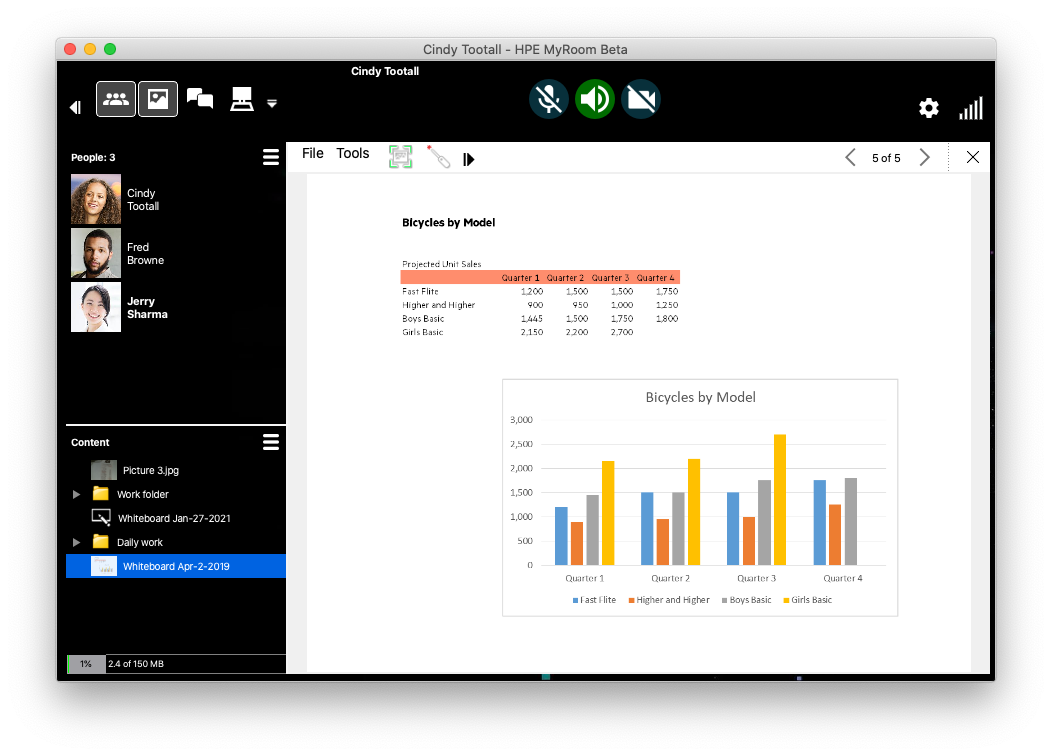 Cindy Tootall - HPE MyRoom Beta
Cindy Tootall
People: 3
Cindy
Tootall
Fred
Browne
Jerry
Sharma
Content
Picture 3.jpg
Work folder
Whiteboard Jan-27-2021
Daily work
Whiteboard Apr-2-2019
1% 2.4 of 150 MB
File Tools 5 of 5
Bicycles by Model
Projected Unit Sales
Quarter 1 Quarter 2 Quarter 3 Quarter 4
Fast Flite 1,200 1,500 1,500 1,750
Higher and Higher 900 950 1,000 1,250
Boys Basic 1,445 1,500 1,750 1,800
Girls Basic 2,150 2,200 2,700
Bicycles by Model
3,000
2,500
2,000
1,500
1,000
500
0
Quarter 1 Quarter 2 Quarter 3 Quarter 4
Fast Flite Higher and Higher Boys Basic Girls Basic